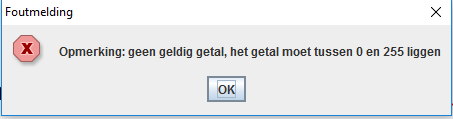 Foutmelding
Opmerking: geen geldig getal, het getal moet tussen 0 en 255 liggen
OK